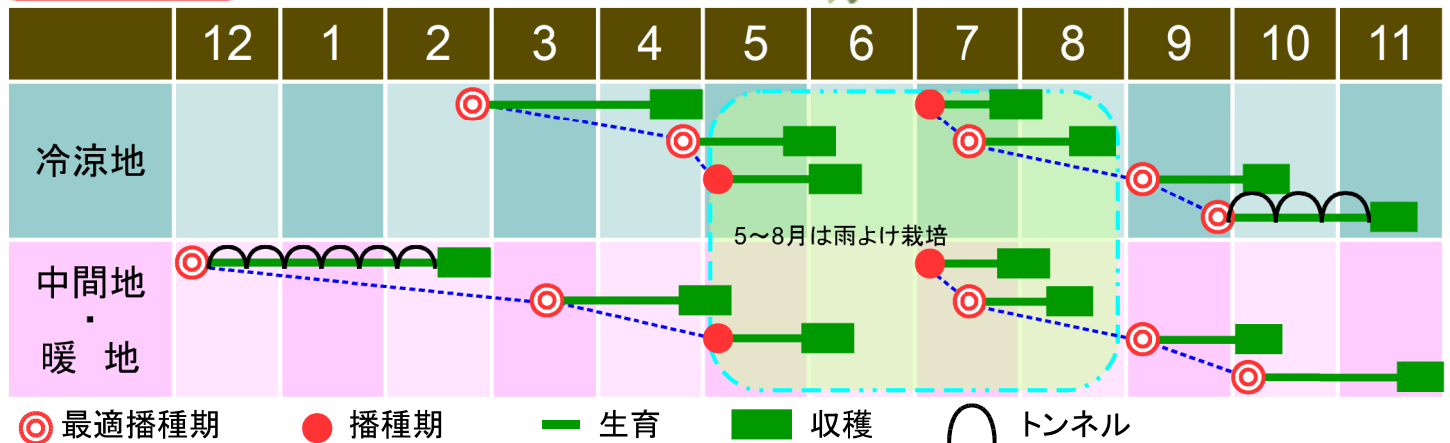 12 1 2 3 4 5 6 7 8 9 10 11
冷涼地
5～8月は雨よけ栽培
中間地
・
暖 地
最適播種期 播種期 生育 収穫 トンネル